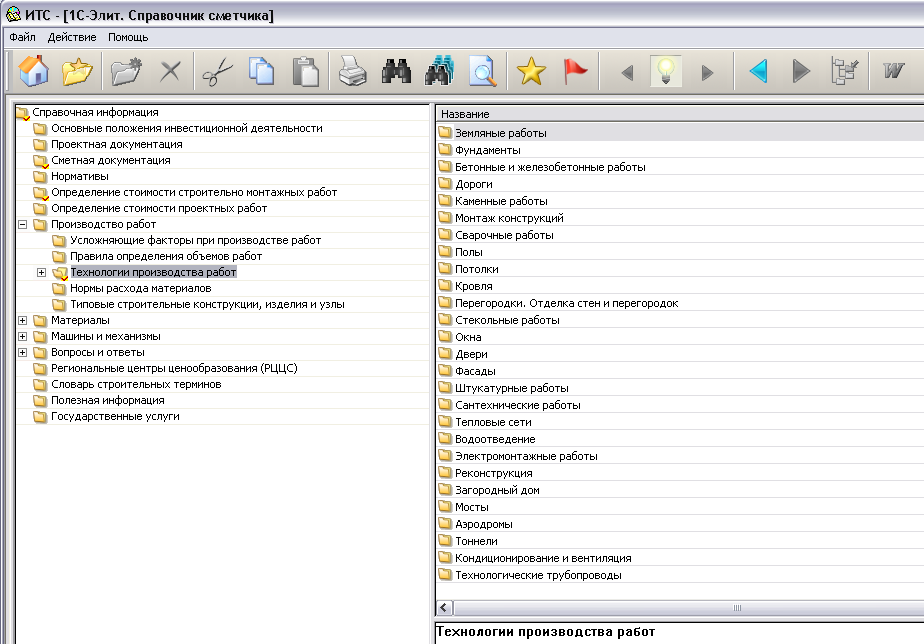 ИТС - [1С-Элит. Справочник сметчика]
Файл Действие Помощь
W
Справочная информация
Основные положения инвестиционной деятельности
Проектная документация
Сметная документация
Нормативы
Определение стоимости строительно монтажных работ
Определение стоимости проектных работ
Производство работ
Усложняющие факторы при производстве работ
Правила определения объемов работ
Технологии производства работ
Нормы расхода материалов
Типовые строительные конструкции, изделия и узлы
Материалы
Машины и механизмы
Вопросы и ответы
Региональные центры ценообразования (РЦЦС)
Словарь строительных терминов
Полезная информация
Государственные услуги
Название
Земляные работы
Фундаменты
Бетонные и железобетонные работы
Дороги
Каменные работы
Монтаж конструкций
Сварочные работы
Полы
Потолки
Кровля
Перегородки. Отделка стен и перегородок
Стекольные работы
Окна
Двери
Фасады
Штукатурные работы
Сантехнические работы
Тепловые сети
Водоотведение
Электромонтажные работы
Реконструкция
Загородный дом
Мосты
Аэродромы
Тоннели
Кондиционирование и вентиляция
Технологические трубопроводы
Технологии производства работ